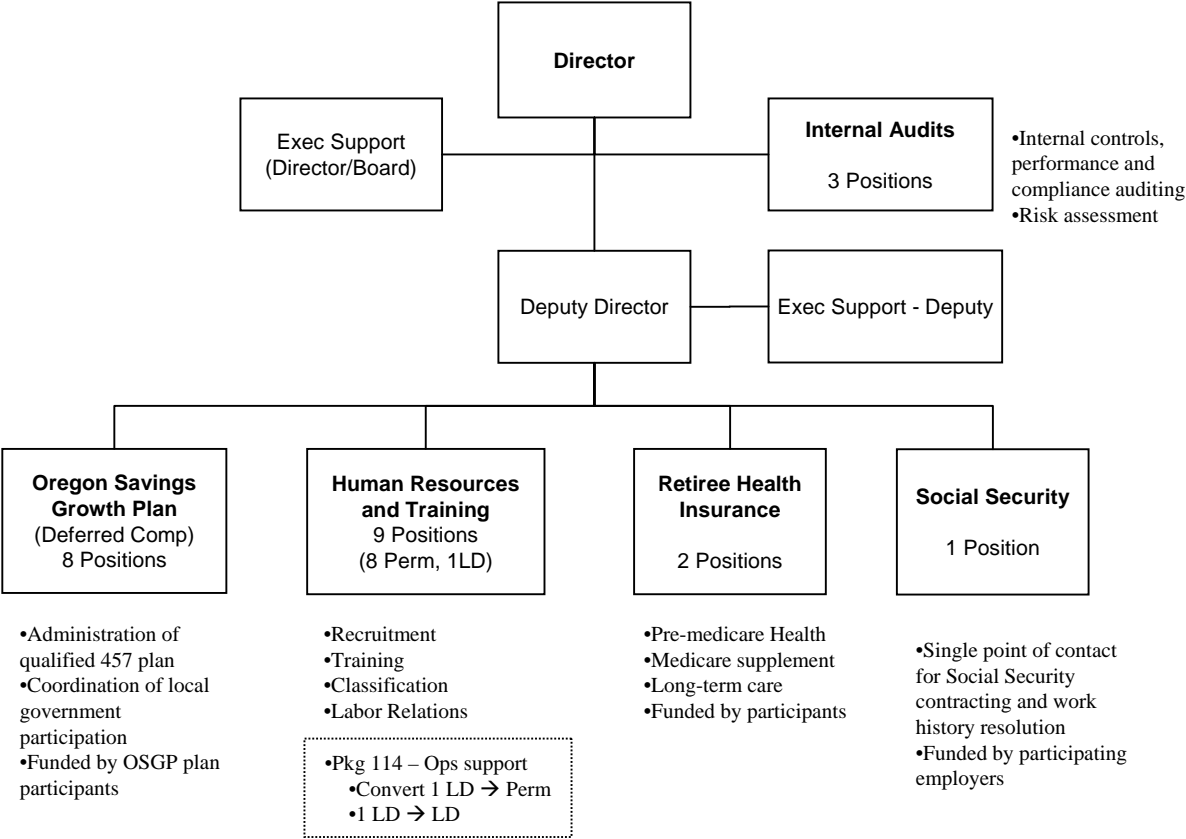 Director
Exec Support
(Director/Board)
Internal Audits
3 Positions
•Internal controls,
performance and
compliance auditing
•Risk assessment
Deputy Director
Exec Support - Deputy
Oregon Savings
Growth Plan
(Deferred Comp)
8 Positions
Human Resources
and Training
9 Positions
(8 Perm, 1LD)
Retiree Health
Insurance
2 Positions
Social Security
1 Position
•Administration of
qualified 457 plan
•Coordination of local
government
participation
•Funded by OSGP plan
participants
•Recruitment
•Training
•Classification
•Labor Relations
•Pkg 114 – Ops support
•Convert 1 LD → Perm
•1 LD → LD
•Pre-medicare Health
•Medicare supplement
•Long-term care
•Funded by participants
•Single point of contact
for Social Security
contracting and work
history resolution
•Funded by participating
employers